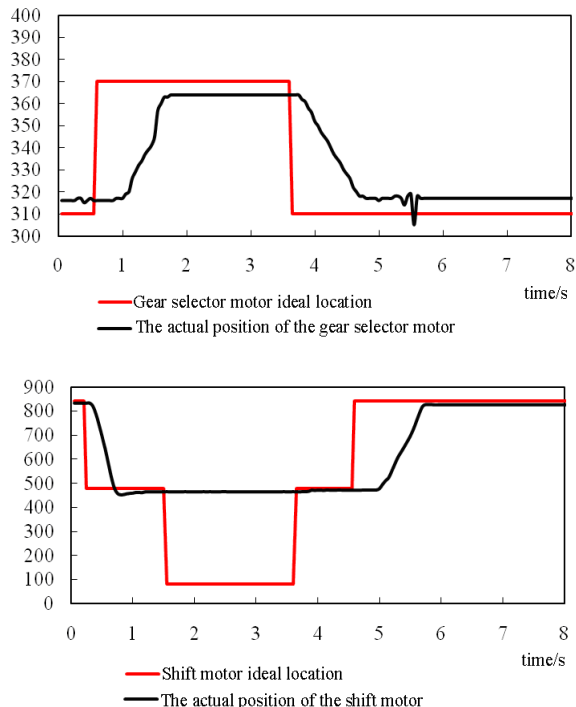 400
390
380
370
360
350
340
330
320
310
300
0 1 2 3 4 5 6 7 8
time/s
Gear selector motor ideal location
The actual position of the gear selector motor
900
800
700
600
500
400
300
200
100
0
0 1 2 3 4 5 6 7 8
time/s
Shift motor ideal location
The actual position of the shift motor